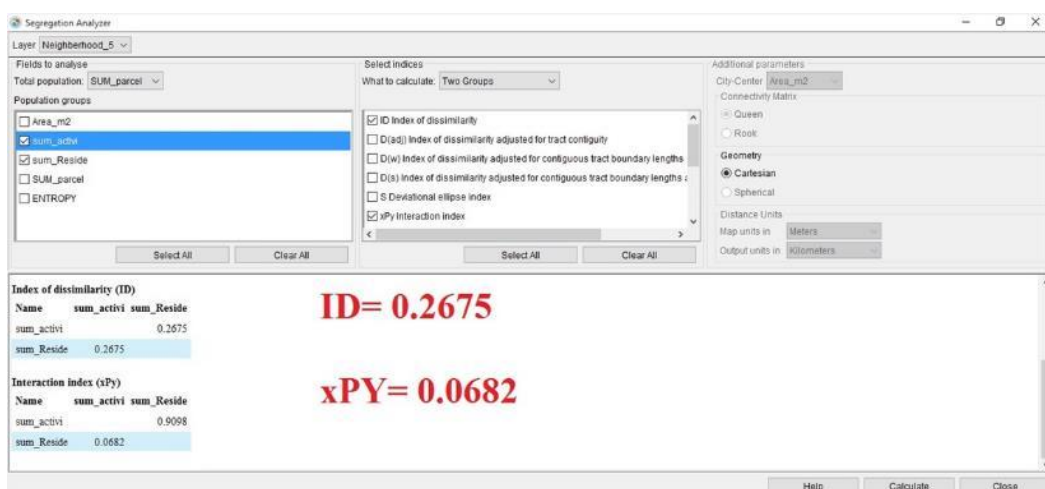 Segregation Analyzer
Layer Neighberhood_5
Fields to analyse
Total population: SUM_parcel
Population groups
Area_m2
sum_activi
sum_Reside
SUM_parcel
ENTROPY
Select All Clear All
Select indices
What to calculate: Two Groups
ID Index of dissimilarity
D(adj) Index of dissimilarity adjusted for tract contiguity
D(w) Index of dissimilarity adjusted for contiguous tract boundary lengths
D(s) Index of dissimilarity adjusted for contiguous tract boundary lengths a
S Deviational ellipse index
xPy Interaction index
Select All Clear All
Additional parameters
City-Center Area_m2
Connectivity Matrix
Queen
Rook
Geometry
Cartesian
Spherical
Distance Units
Map units in Meters
Output units in Kilometers
Index of dissimilarity (ID)
Name sum_activi sum_Reside
sum_activi 0.2675
sum_Reside 0.2675
ID= 0.2675
Interaction index (xPy)
Name sum_activi sum_Reside
sum_activi 0.9098
sum_Reside 0.0682
xPY= 0.0682
Help Calculate Close